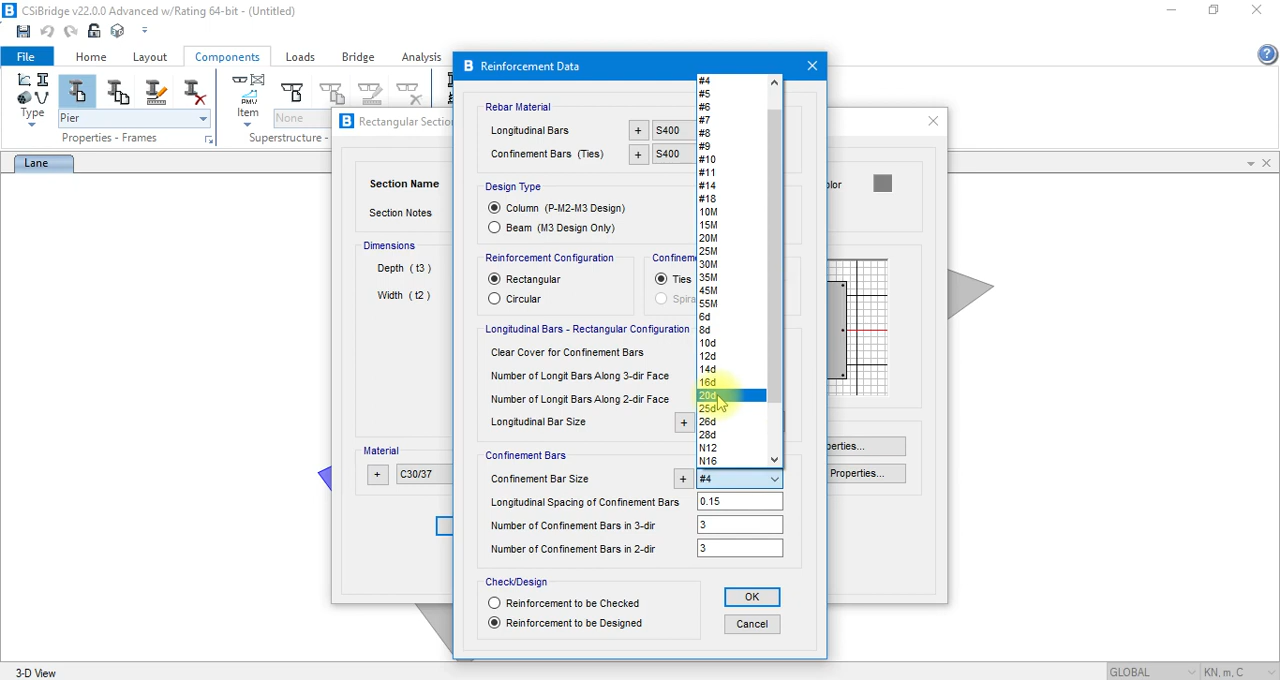 CSiBridge v22.0.0 Advanced w/Rating 64-bit - (Untitled)
File Home Layout Components Loads Bridge Analysis
Type
Pier
Properties - Frames
Item
None
Superstructure -
Lane
Rectangular Sectio
Section Name
Section Notes
Dimensions
Depth ( t3 )
Width ( t2 )
Material
+ C30/37
olor
perties...
Properties...
Reinforcement Data
Rebar Material
Longitudinal Bars + S400
Confinement Bars (Ties) + S400
Design Type
Column (P-M2-M3 Design)
Beam (M3 Design Only)
Reinforcement Configuration
Rectangular
Circular
Confinem
Ties
Spira
Longitudinal Bars - Rectangular Configuration
Clear Cover for Confinement Bars
Number of Longit Bars Along 3-dir Face
Number of Longit Bars Along 2-dir Face
Longitudinal Bar Size +
#4
#5
#6
#7
#8
#9
#10
#11
#14
#18
10M
15M
20M
25M
30M
35M
45M
55M
6d
8d
10d
12d
14d
16d
20d
25d
26d
28d
N12
N16
Confinement Bars
Confinement Bar Size + #4
Longitudinal Spacing of Confinement Bars 0.15
Number of Confinement Bars in 3-dir 3
Number of Confinement Bars in 2-dir 3
Check/Design
Reinforcement to be Checked
Reinforcement to be Designed
OK
Cancel
3-D View
GLOBAL
KN, m, C